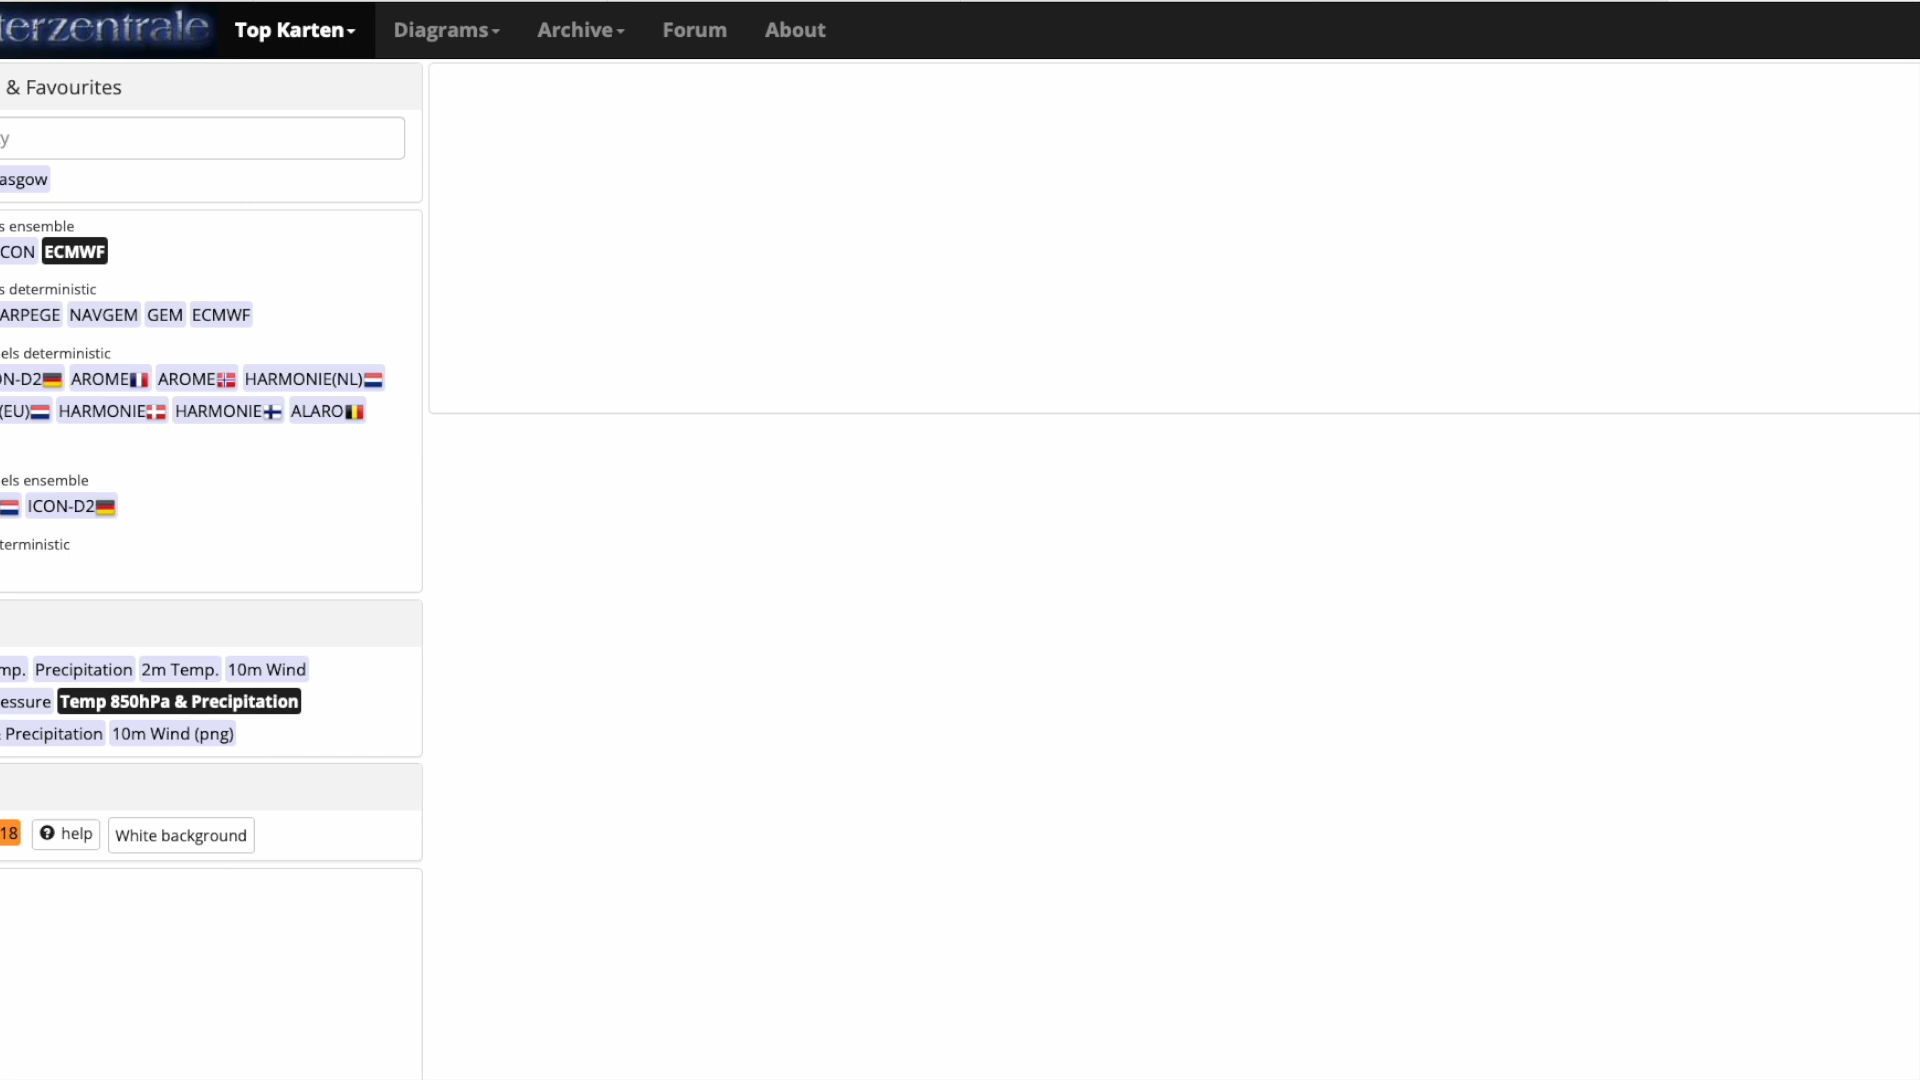 terzentrale Top Karten Diagrams Archive Forum About
& Favourites
asgow
s ensemble
CON ECMWF
s deterministic
ARPEGE NAVGEM GEM ECMWF
els deterministic
N-D2 AROME AROME HARMONIE(NL)
(EU) HARMONIE HARMONIE ALARO
els ensemble
ICON-D2
terministic
mp. Precipitation 2m Temp. 10m Wind
essure Temp 850hPa & Precipitation
Precipitation 10m Wind (png)
18 help White background